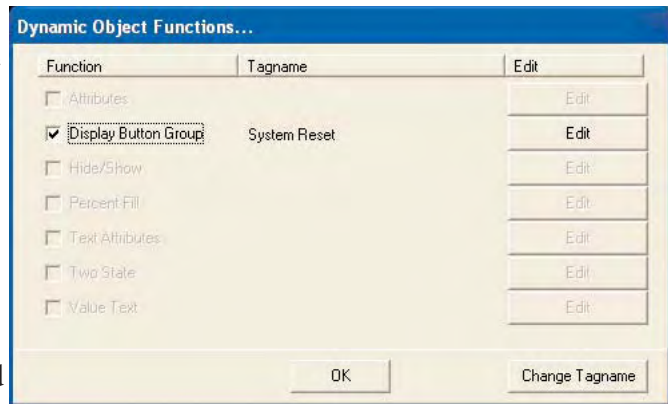 Dynamic Object Functions...
Function Tagname Edit
Attributes Edit
Display Button Group System Reset Edit
Hide/Show Edit
Percent Fill Edit
Text Attributes Edit
Two State Edit
Value Text Edit
OK Change Tagname